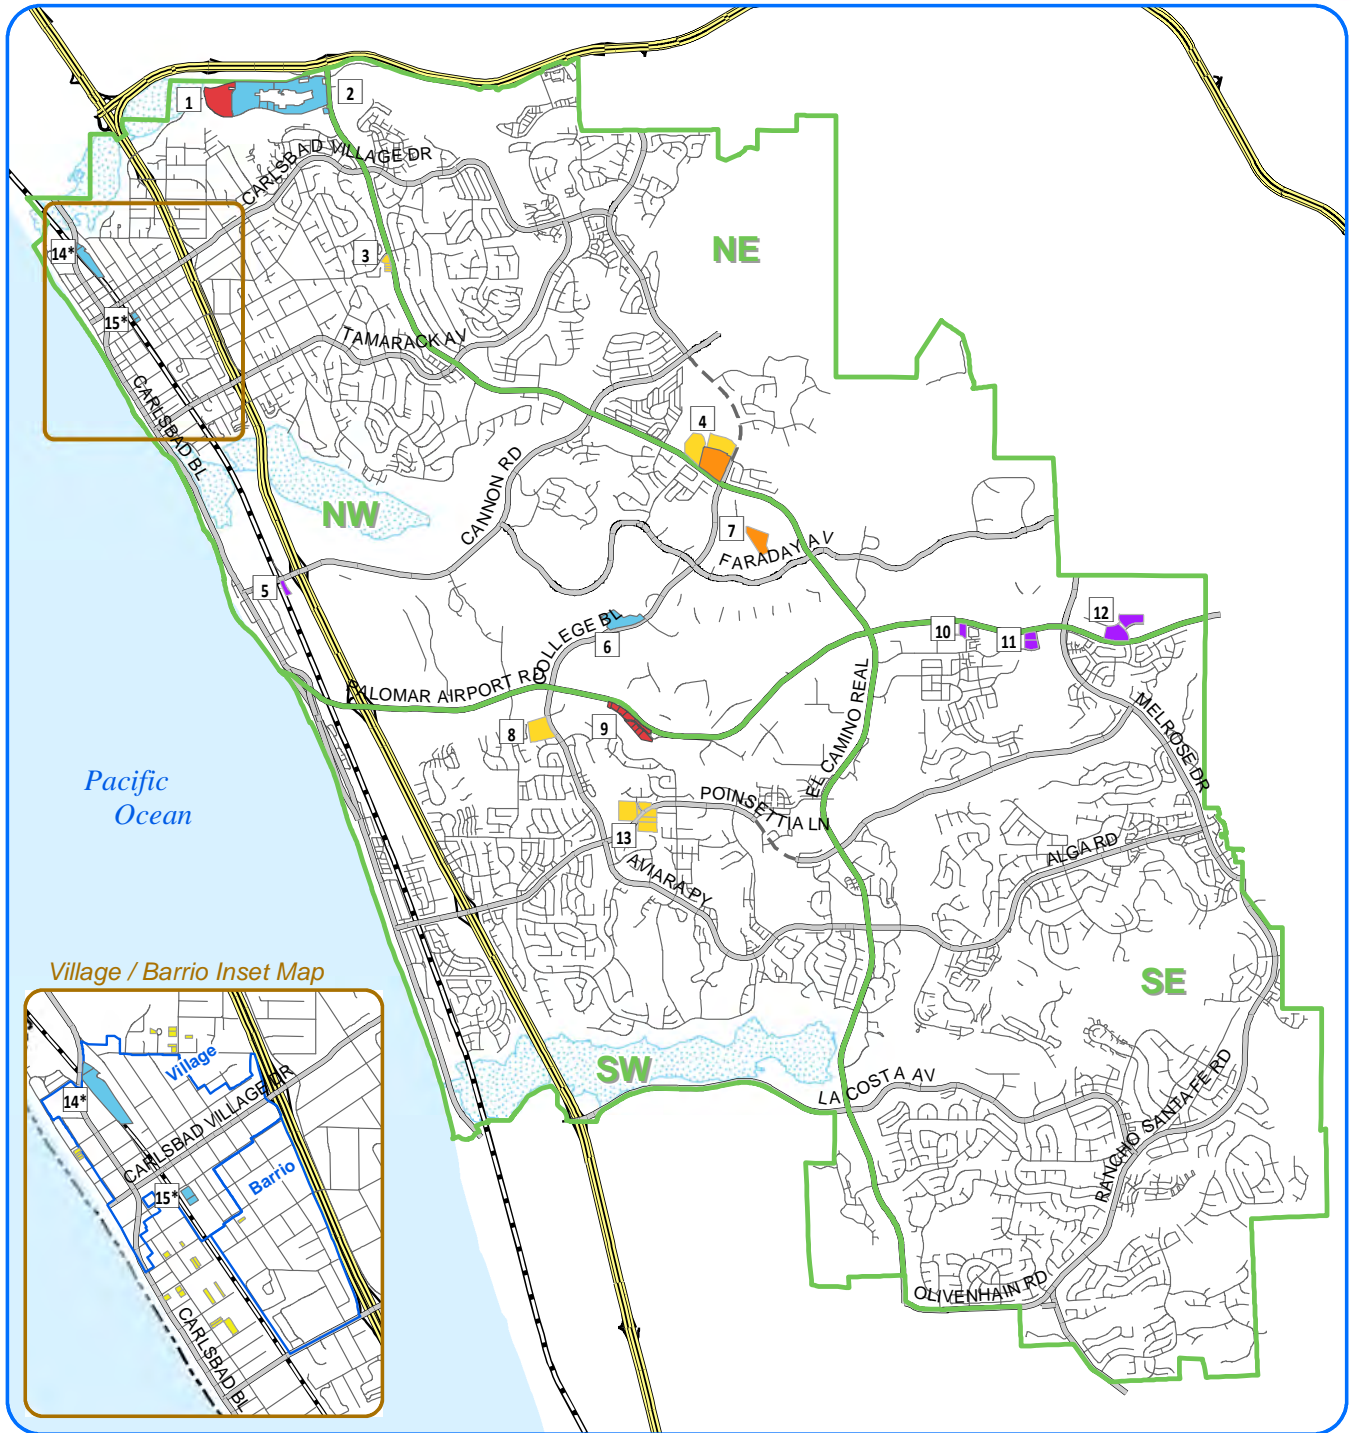 1
2
CARLSBAD VILLAGE DR
NE
14*
3
15*
TAMARACK AV
CARLSBAD BL
4
CANNON RD
NW
7
FARADAY AV
5
COLLEGE BL
6
10
11
12
PALOMAR AIRPORT RD
EL CAMINO REAL
MELROSE DR
8
9
Pacific
Ocean
POINSETTIA LN
13
AVIARA PY
ALGA RD
SE
SW
LA COSTA AV
RANCHO SANTA FE RD
OLIVENHAIN RD
Village / Barrio Inset Map
Village
14*
CARLSBAD VILLAGE DR
15*
Barrio
CARLSBAD BL